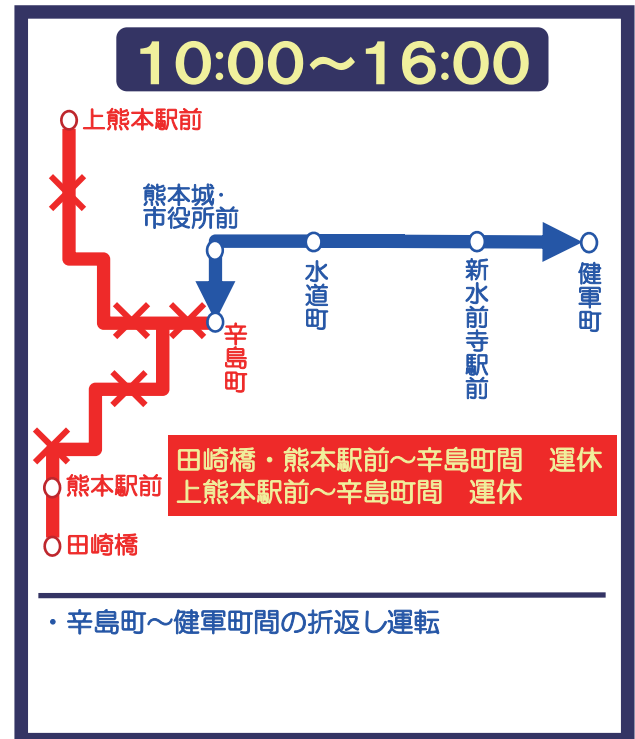 10:00～16:00
上熊本駅前
熊本城・
市役所前
水道町
新水前寺駅前
健軍町
辛島町
田崎橋・熊本駅前～辛島町間　運休
上熊本駅前～辛島町間　運休
熊本駅前
田崎橋
・辛島町～健軍町間の折返し運転